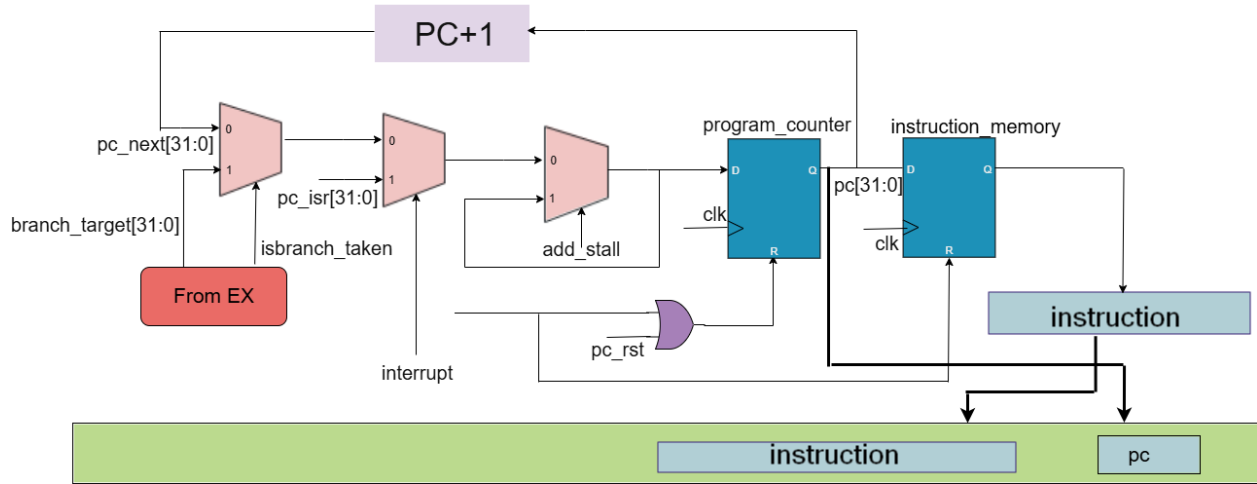 PC+1
0
pc_next[31:0]
1
branch_target[31:0]
isbranch_taken
From EX
0
1
pc_isr[31:0]
interrupt
0
1
add_stall
program_counter
D
Q
clk
R
pc_rst
instruction_memory
pc[31:0]
D
Q
clk
R
instruction
instruction
pc